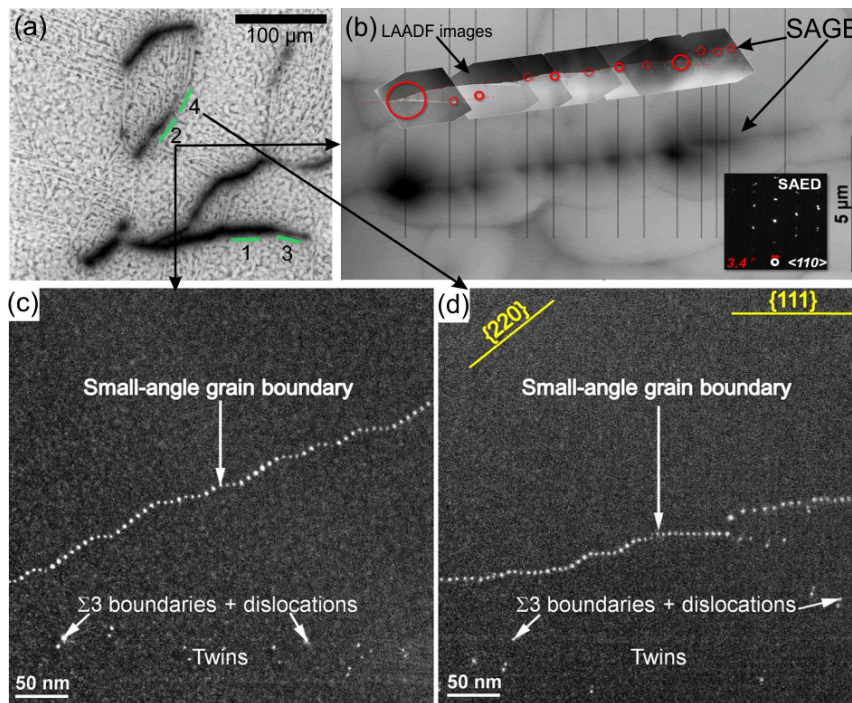 (a)
100 μm
4
2
1
3
(b)
LAADF images
SAGB
SAED
3.4°
<110>
5 μm
(c)
Small-angle grain boundary
Σ3 boundaries + dislocations
Twins
50 nm
(d)
{220}
{111}
Small-angle grain boundary
Σ3 boundaries + dislocations
Twins
50 nm